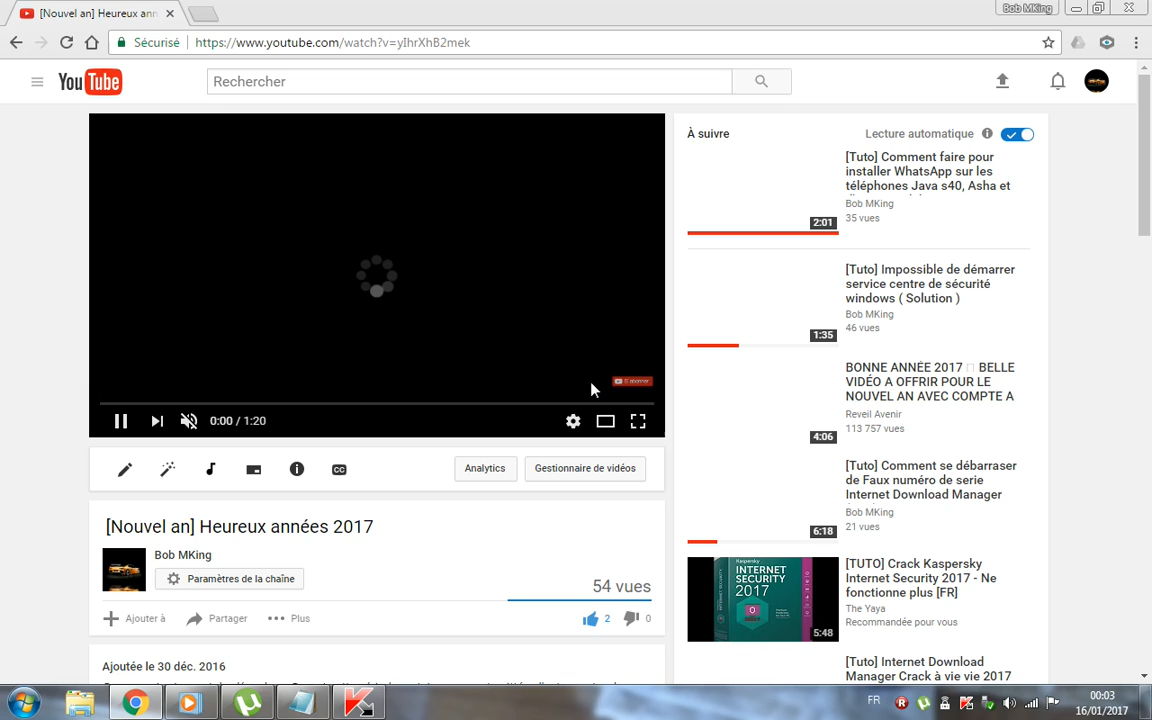 [Nouvel an] Heureux ann
Bob MKing
Sécurisé
https://www.youtube.com/watch?v=yIhrXhB2mek
YouTube
Rechercher
S'abonner
0:00 / 1:20
CC
Analytics
Gestionnaire de vidéos
[Nouvel an] Heureux années 2017
Bob MKing
Paramètres de la chaîne
54 vues
Ajouter à
Partager
Plus
2
0
Ajoutée le 30 déc. 2016
À suivre
Lecture automatique
[Tuto] Comment faire pour
installer WhatsApp sur les
téléphones Java s40, Asha et
Bob MKing
35 vues
2:01
[Tuto] Impossible de démarrer
service centre de sécurité
windows ( Solution )
Bob MKing
46 vues
1:35
BONNE ANNÉE 2017 BELLE
VIDÉO A OFFRIR POUR LE
NOUVEL AN AVEC COMPTE A
Reveil Avenir
113 757 vues
4:06
[Tuto] Comment se débarraser
de Faux numéro de serie
Internet Download Manager
Bob MKing
21 vues
6:18
KASPERSKY
INTERNET
SECURITY
2017
[TUTO] Crack Kaspersky
Internet Security 2017 - Ne
fonctionne plus [FR]
The Yaya
Recommandée pour vous
5:48
[Tuto] Internet Download
Manager Crack à vie vie 2017
FR
00:03
16/01/2017